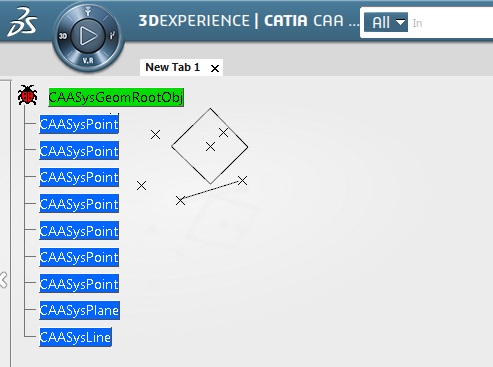 3DEXPERIENCE | CATIA CAA ... All In
3D V,R
New Tab 1
CAASysGeomRootObj
CAASysPoint
CAASysPoint
CAASysPoint
CAASysPoint
CAASysPoint
CAASysPoint
CAASysPoint
CAASysPlane
CAASysLine